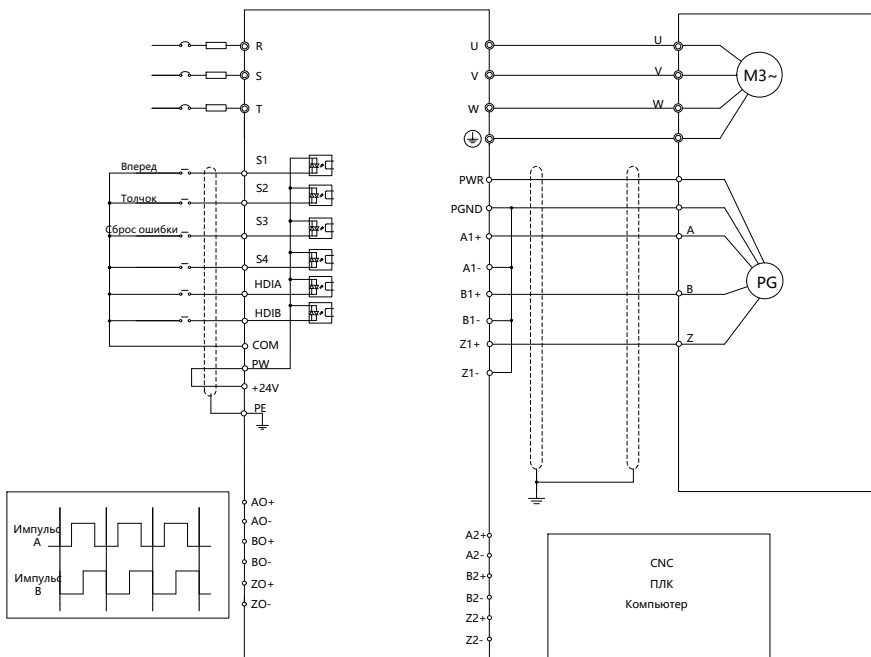 R
S
T
U
V
W
U
V
W
M3~
Вперед
Толчок
Сброс ошибки
S1
S2
S3
S4
HDIA
HDIB
COM
PW
+24V
PE
PWR
PGND
A1+
A1-
B1+
B1-
Z1+
Z1-
A
B
Z
PG
Импульс
A
Импульс
B
AO+
AO-
BO+
BO-
ZO+
ZO-
A2+
A2-
B2+
B2-
Z2+
Z2-
CNC
ПЛК
Компьютер